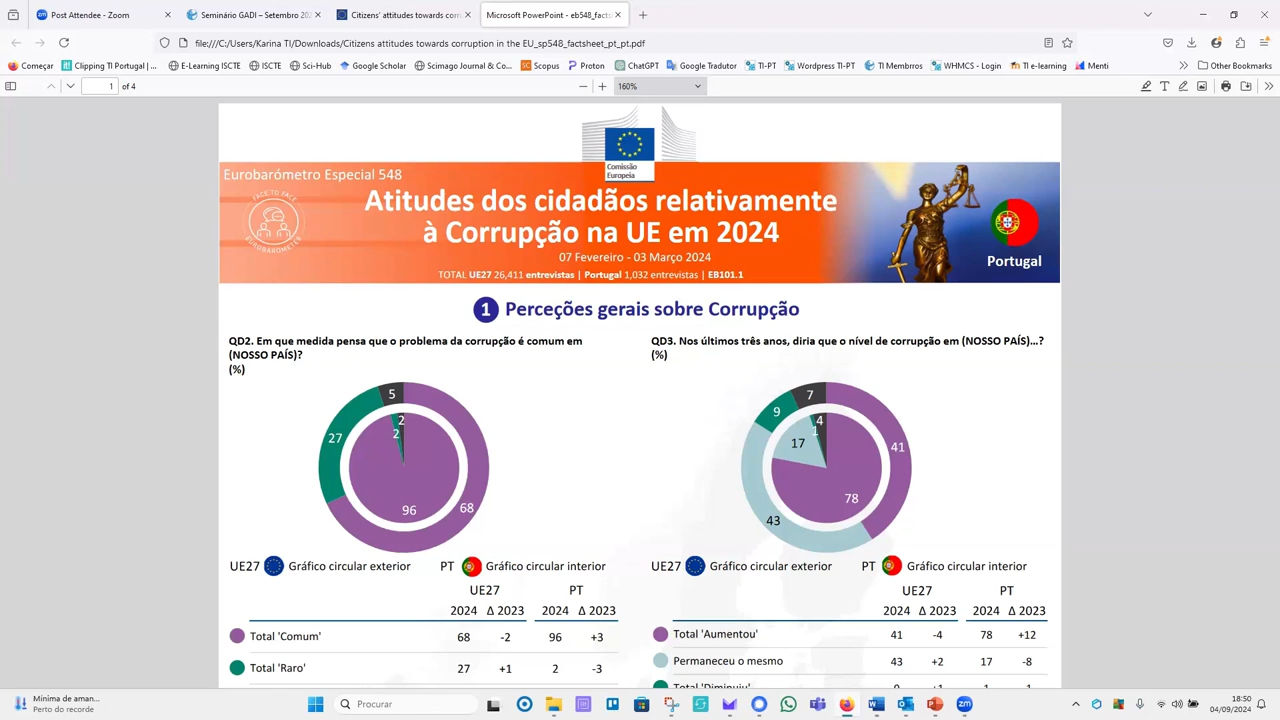 Post Attendee - Zoom
Seminário GADI – Setembro 202
Citizens' attitudes towards corru
Microsoft PowerPoint - eb548_facts
file:///C:/Users/Karina TI/Downloads/Citizens attitudes towards corruption in the EU_sp548_factsheet_pt_pt.pdf
Começar
Clipping TI Portugal |...
E-Learning ISCTE
ISCTE
Sci-Hub
Google Scholar
Scimago Journal & Co...
Scopus
Proton
ChatGPT
Google Tradutor
TI-PT
Wordpress TI-PT
TI Membrros
WHMCS - Login
TI e-learning
Menti
Other Bookmarks
1 of 4
160%
Comissão
Europeia
Eurobarómetro Especial 548
FACE TO FACE
EUROBAROMETER
Atitudes dos cidadãos relativamente
à Corrupção na UE em 2024
07 Fevereiro - 03 Março 2024
TOTAL UE27 26,411 entrevistas | Portugal 1,032 entrevistas | EB101.1
Portugal
1 Perceções gerais sobre Corrupção
QD2. Em que medida pensa que o problema da corrupção é comum em
(NOSSO PAÍS)?
(%)
5
2
2
27
96
68
UE27 Gráfico circular exterior PT Gráfico circular interior
UE27 PT
2024 Δ 2023 2024 Δ 2023
Total 'Comum' 68 -2 96 +3
Total 'Raro' 27 +1 2 -3
QD3. Nos últimos três anos, diria que o nível de corrupção em (NOSSO PAÍS)...?
(%)
7
9
4
1
17
41
78
43
UE27 Gráfico circular exterior PT Gráfico circular interior
UE27 PT
2024 Δ 2023 2024 Δ 2023
Total 'Aumentou' 41 -4 78 +12
Permaneceu o mesmo 43 +2 17 -8
Total 'Diminuiu'
Mínima de aman...
Perto do recorde
Procurar
18:50
04/09/2024